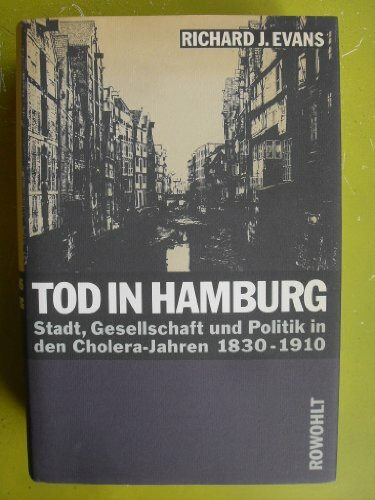 RICHARD J. EVANS
TOD IN HAMBURG
Stadt, Gesellschaft und Politik in
den Cholera-Jahren 1830-1910
ROWOHLT